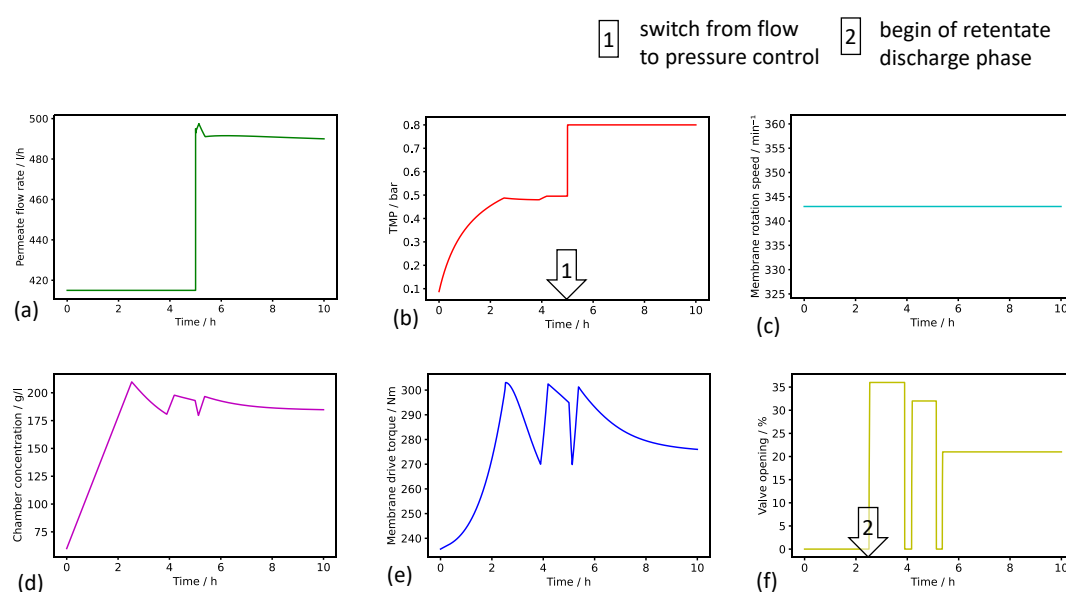 1 switch from flow
to pressure control
2 begin of retentate
discharge phase
500
480
460
440
420
Permeate flow rate / l/h
0 2 4 6 8 10
Time / h
(a)
0.8
0.7
0.6
0.5
0.4
0.3
0.2
0.1
TMP / bar
1
0 2 4 6 8 10
Time / h
(b)
360
355
350
345
340
335
330
325
Membrane rotation speed / min⁻¹
0 2 4 6 8 10
Time / h
(c)
200
175
150
125
100
75
Chamber concentration / g/l
0 2 4 6 8 10
Time / h
(d)
300
290
280
270
260
250
240
Membrane drive torque / Nm
0 2 4 6 8 10
Time / h
(e)
35
30
25
20
15
10
5
0
Valve opening / %
2
0 2 4 6 8 10
Time / h
(f)